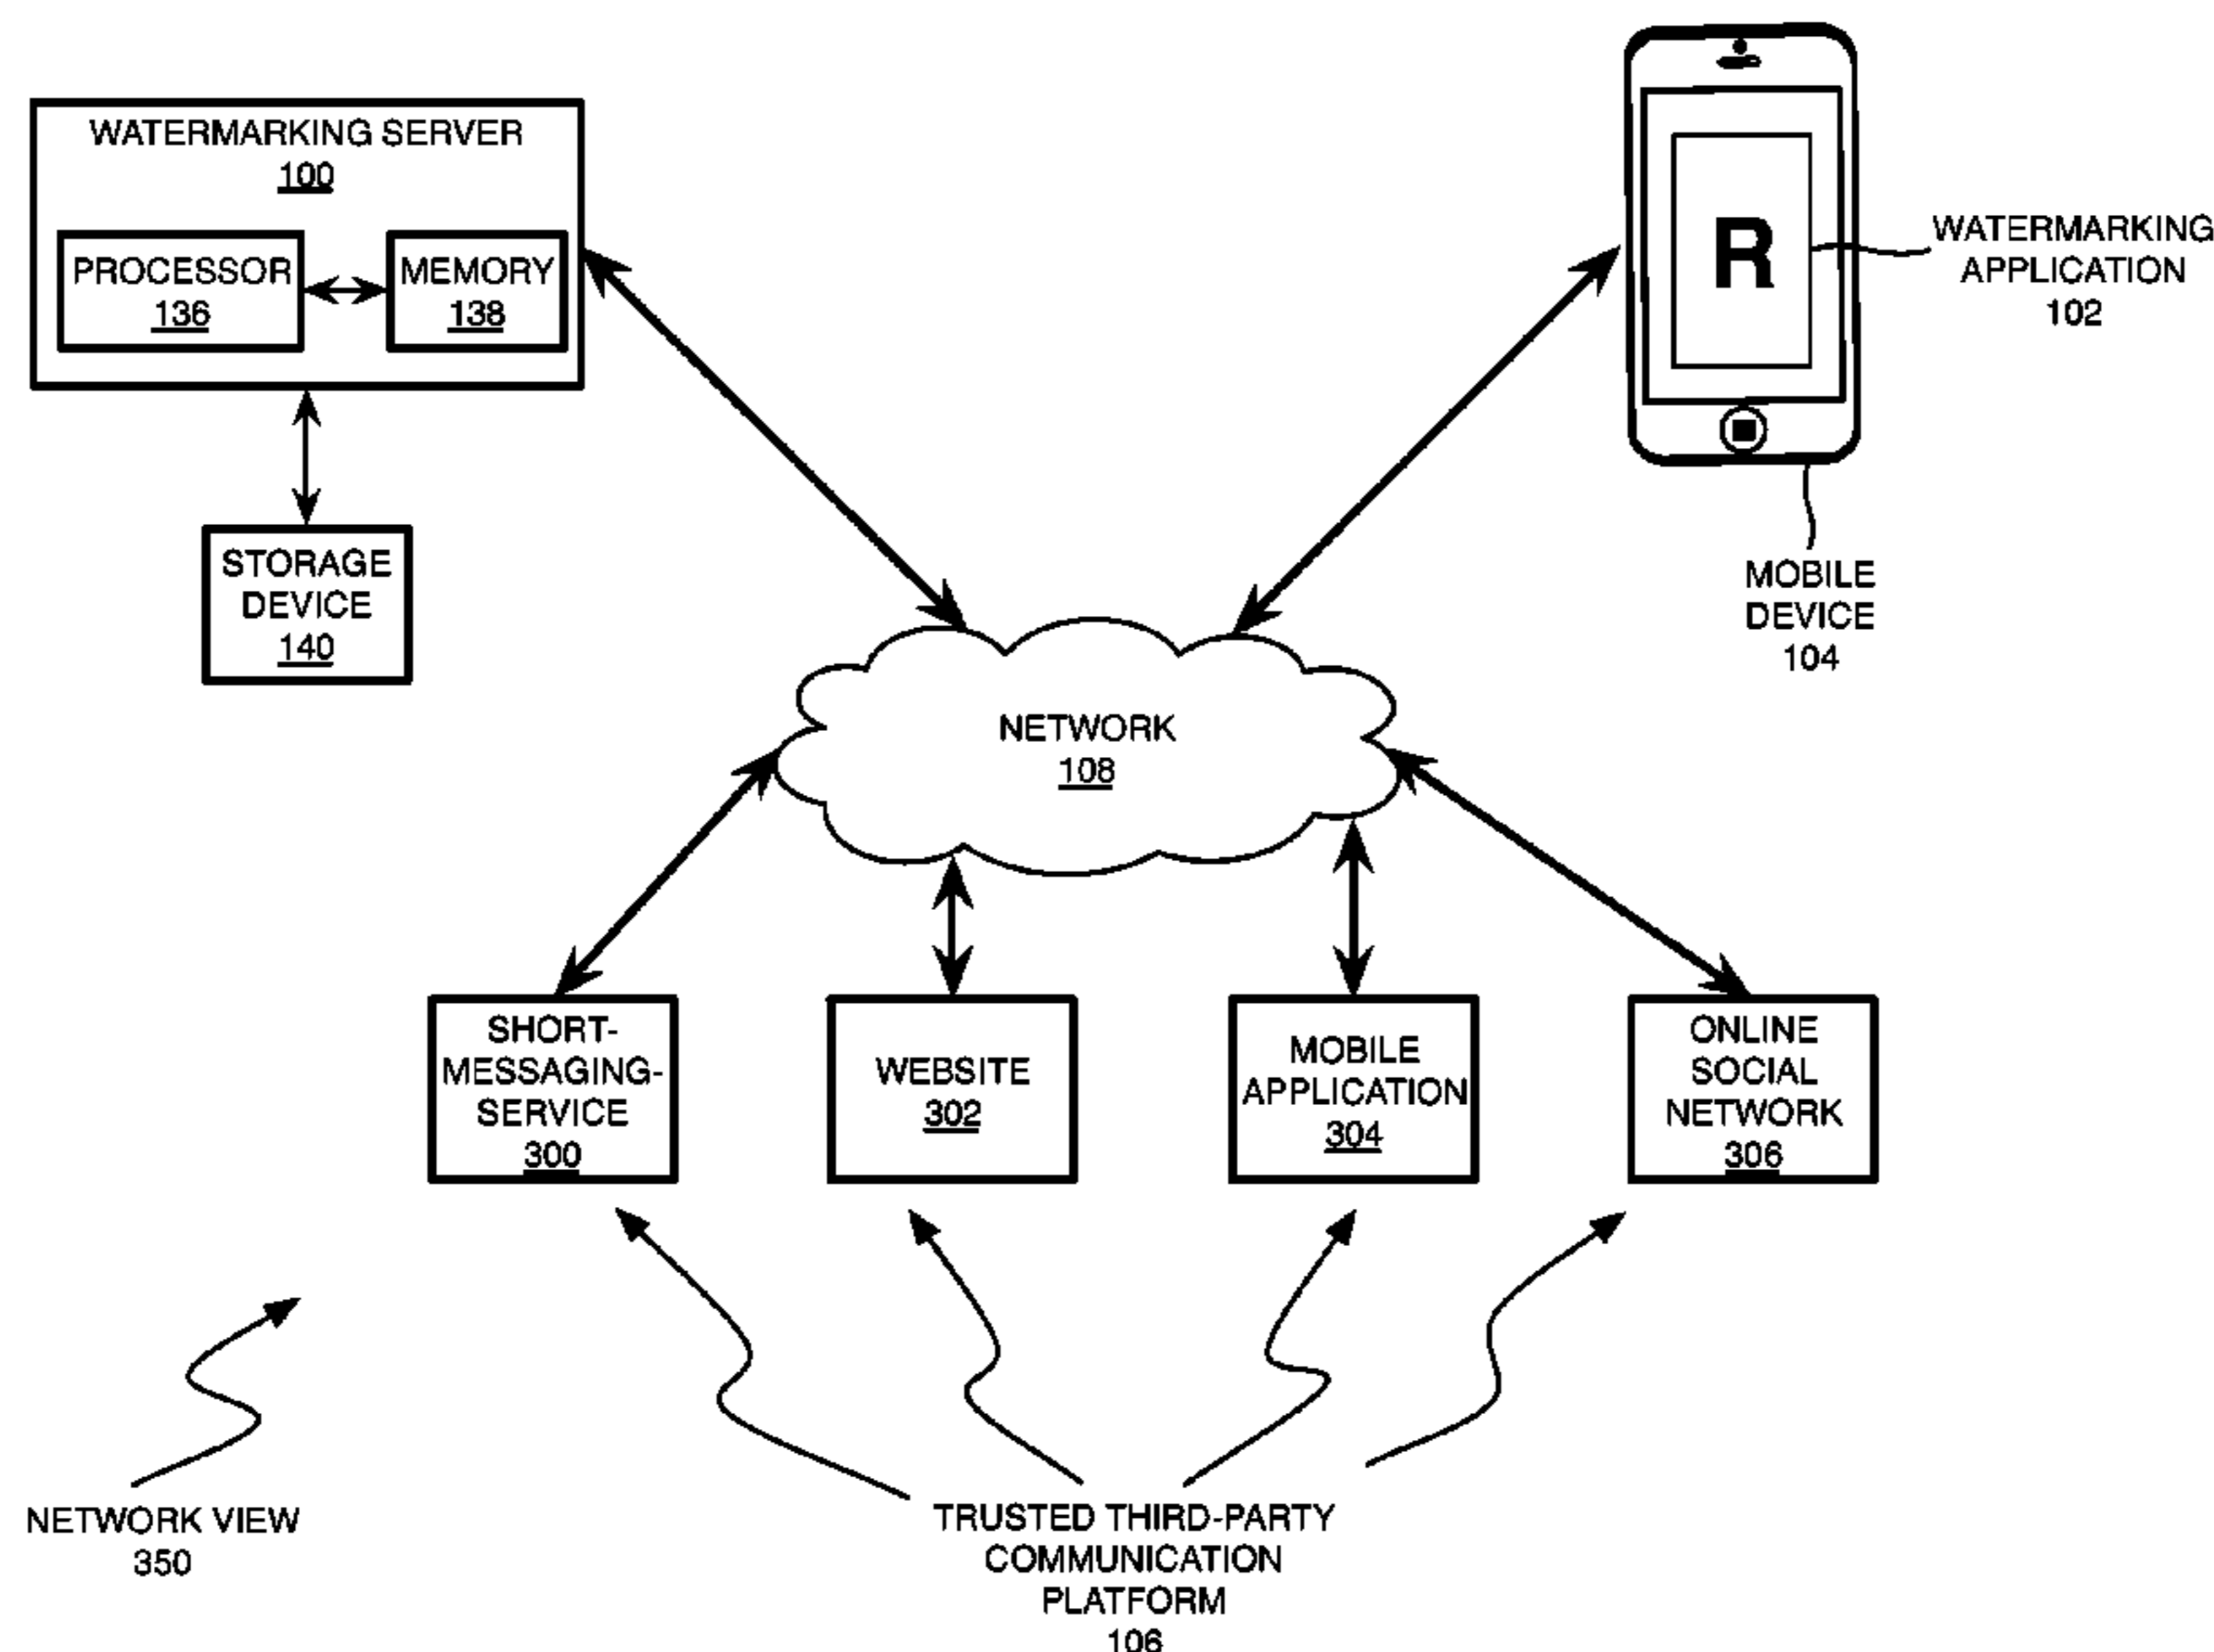 WATERMARKING SERVER
100
PROCESSOR
136
MEMORY
138
STORAGE
DEVICE
140
R
WATERMARKING
APPLICATION
102
MOBILE
DEVICE
104
NETWORK
108
SHORT-
MESSAGING-
SERVICE
300
WEBSITE
302
MOBILE
APPLICATION
304
ONLINE
SOCIAL
NETWORK
306
NETWORK VIEW
350
TRUSTED THIRD-PARTY
COMMUNICATION
PLATFORM
106